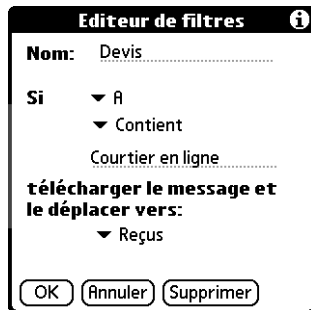 Editeur de filtres
Nom: Devis
Si A
Contient
Courtier en ligne
télécharger le message et
le déplacer vers:
Reçus
OK Annuler Supprimer